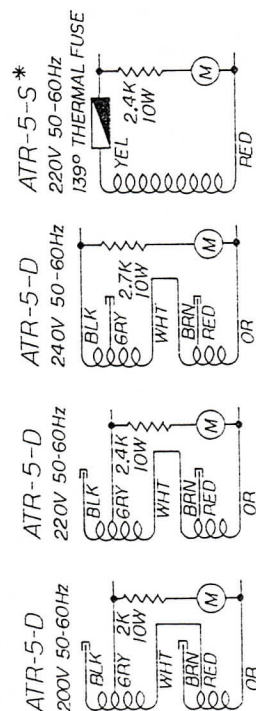 ATR-5-S*
220V 50-60Hz
139° THERMAL FUSE
YEL
2.4K
10W
M
RED
ATR-5-D
240V 50-60Hz
BLK
GRY
2.7K
10W
WHT
BRN
RED
M
OR
ATR-5-D
220V 50-60Hz
BLK
GRY
2.4K
10W
WHT
BRN
RED
M
OR
ATR-5-D
200V 50-60Hz
BLK
GRY
2K
10W
WHT
BRN
RED
M
OR